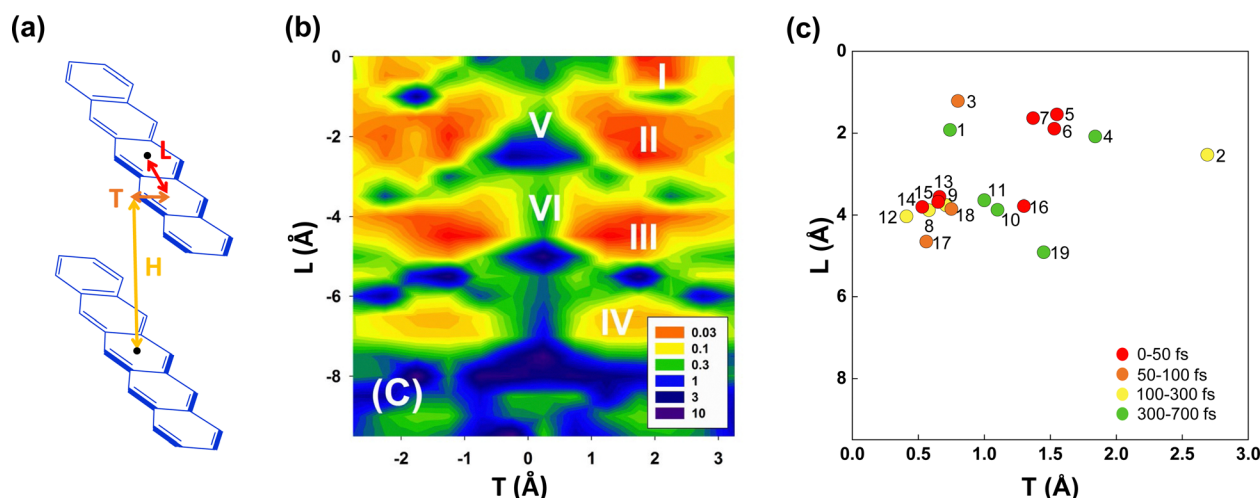 (a)
L
T
H
(b)
L (Å)
0
-2
-4
-6
-8
I
II
III
IV
V
VI
(C)
0.03
0.1
0.3
1
3
10
-2
-1
0
1
2
3
T (Å)
(c)
L (Å)
0
2
4
6
8
3
1
7
5
6
4
2
13
15
9
14
11
12
8
18
10
16
17
19
0-50 fs
50-100 fs
100-300 fs
300-700 fs
0.0
0.5
1.0
1.5
2.0
2.5
3.0
T (Å)